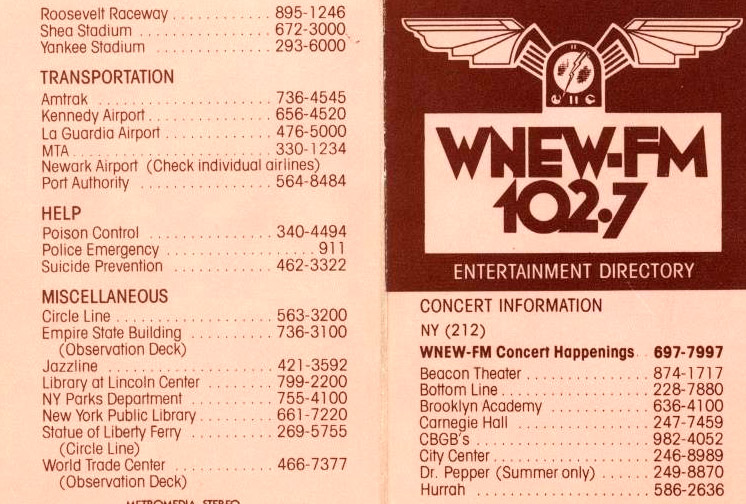 Roosevelt Raceway . . . . . . . . . . . . 895-1246
Shea Stadium . . . . . . . . . . . . . . . . . 672-3000
Yankee Stadium . . . . . . . . . . . . . . . 293-6000
TRANSPORTATION
Amtrak . . . . . . . . . . . . . . . . . . . . . . 736-4545
Kennedy Airport . . . . . . . . . . . . . . . 656-4520
La Guardia Airport . . . . . . . . . . . . . 476-5000
MTA . . . . . . . . . . . . . . . . . . . . . . . . 330-1234
Newark Airport (Check individual airlines)
Port Authority . . . . . . . . . . . . . . . . 564-8484
HELP
Poison Control . . . . . . . . . . . . . . . . 340-4494
Police Emergency . . . . . . . . . . . . . . . . . . 911
Suicide Prevention . . . . . . . . . . . . 462-3322
MISCELLANEOUS
Circle Line . . . . . . . . . . . . . . . . . . . 563-3200
Empire State Building . . . . . . . . . . 736-3100
(Observation Deck)
Jazzline . . . . . . . . . . . . . . . . . . . . . 421-3592
Library at Lincoln Center . . . . . . . . 799-2200
NY Parks Department . . . . . . . . . . 755-4100
New York Public Library . . . . . . . . . 661-7220
Statue of Liberty Ferry . . . . . . . . . . 269-5755
(Circle Line)
World Trade Center . . . . . . . . . . . . 466-7377
(Observation Deck)
METROMEDIA STEREO
WNEW-FM
102.7
ENTERTAINMENT DIRECTORY
CONCERT INFORMATION
NY (212)
WNEW-FM Concert Happenings . . 697-7997
Beacon Theater . . . . . . . . . . . . . . . 874-1717
Bottom Line . . . . . . . . . . . . . . . . . . 228-7880
Brooklyn Academy . . . . . . . . . . . . . 636-4100
Carnegie Hall . . . . . . . . . . . . . . . . . 247-7459
CBGB's . . . . . . . . . . . . . . . . . . . . . . 982-4052
City Center . . . . . . . . . . . . . . . . . . . 246-8989
Dr. Pepper (Summer only) . . . . . . 249-8870
Hurrah . . . . . . . . . . . . . . . . . . . . . . 586-2636